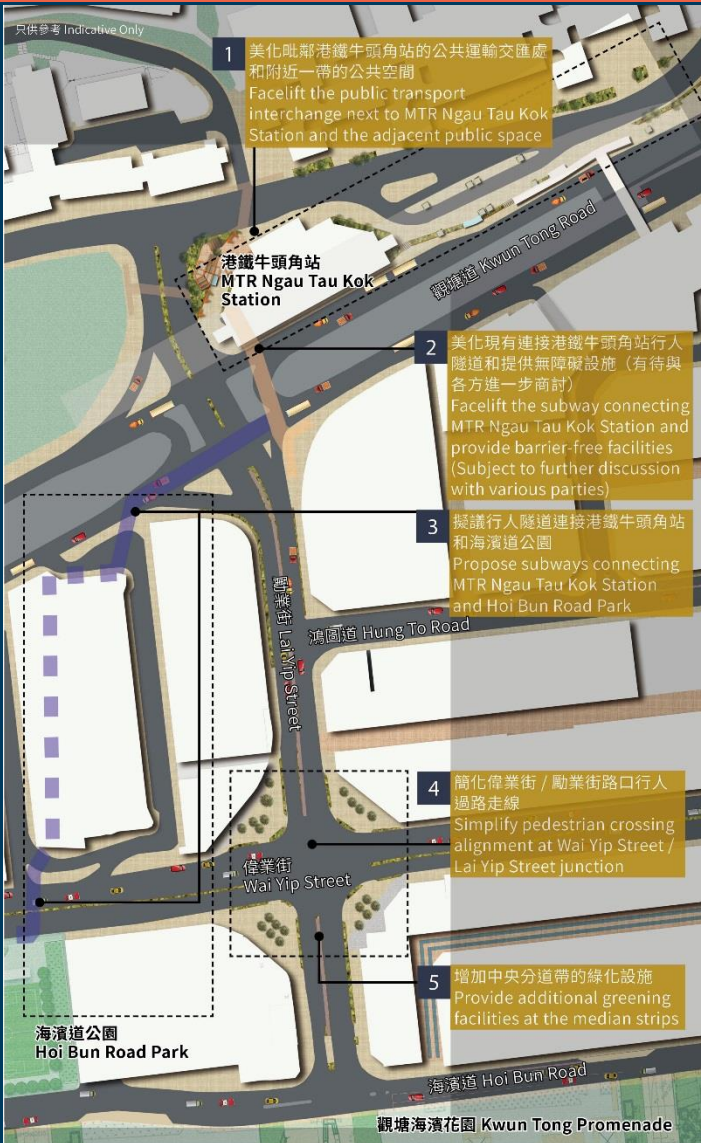 只供參考 Indicative Only
1
美化毗鄰港鐵牛頭角站的公共運輸交匯處
和附近一帶的公共空間
Facelift the public transport
interchange next to MTR Ngau Tau Kok
Station and the adjacent public space
港鐵牛頭角站
MTR Ngau Tau Kok
Station
觀塘道 Kwun Tong Road
2
美化現有連接港鐵牛頭角站行人
隧道和提供無障礙設施（有待與
各方進一步商討）
Facelift the subway connecting
MTR Ngau Tau Kok Station and
provide barrier-free facilities
(Subject to further discussion
with various parties)
3
擬議行人隧道連接港鐵牛頭角站
和海濱道公園
Propose subways connecting
MTR Ngau Tau Kok Station
and Hoi Bun Road Park
勵業街 Lai Yip Street
鴻圖道 Hung To Road
4
簡化偉業街 / 勵業街路口行人
過路走線
Simplify pedestrian crossing
alignment at Wai Yip Street /
Lai Yip Street junction
偉業街
Wai Yip Street
5
增加中央分道帶的綠化設施
Provide additional greening
facilities at the median strips
海濱道公園
Hoi Bun Road Park
海濱道 Hoi Bun Road
觀塘海濱花園 Kwun Tong Promenade